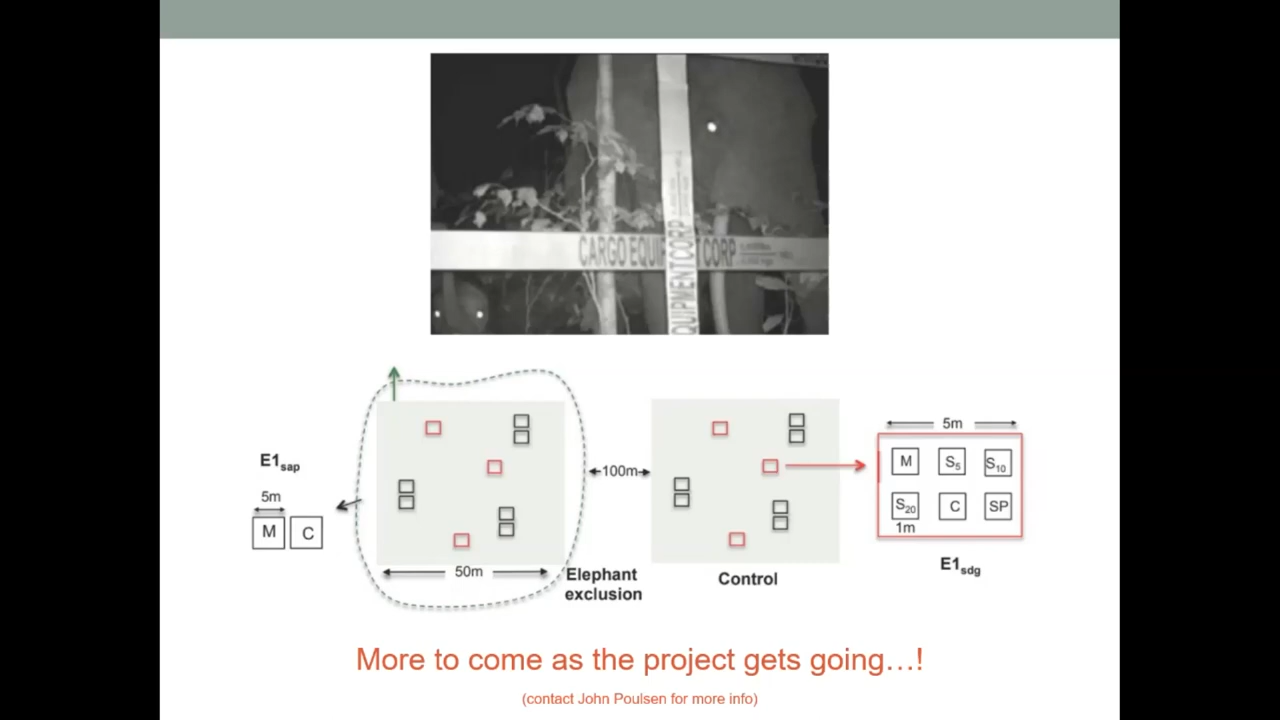 CARGO EQUIP
T CORP
QUIPMENT CORP
E1sap
5m
M C
50m
Elephant
exclusion
100m
Control
5m
M S5 S10
S20 C SP
1m
E1sdg
More to come as the project gets going…!
(contact John Poulsen for more info)